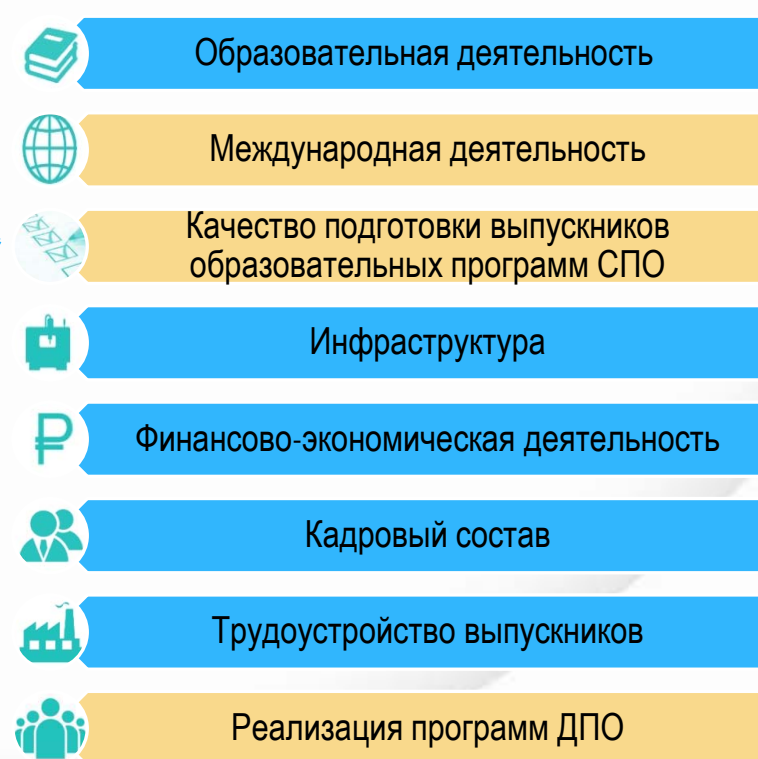 Образовательная деятельность
Международная деятельность
Качество подготовки выпускников
образовательных программ СПО
Инфраструктура
Финансово-экономическая деятельность
Кадровый состав
Трудоустройство выпускников
Реализация программ ДПО